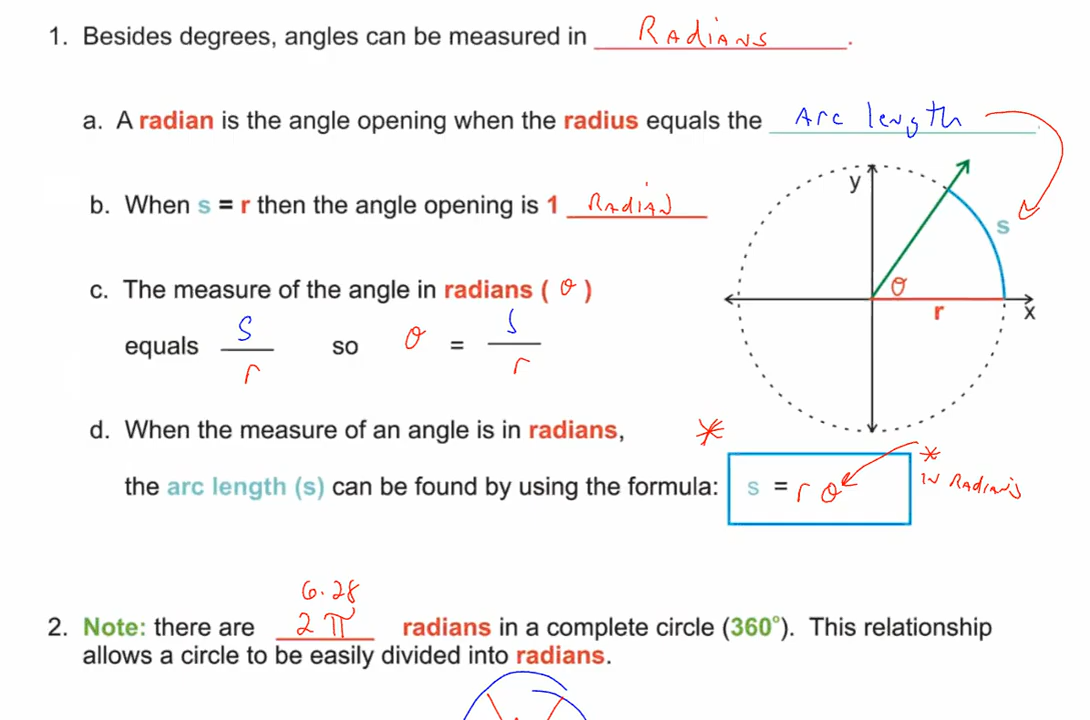 1. Besides degrees, angles can be measured in RAdiANS.
a. A radian is the angle opening when the radius equals the Arc length
y
b. When s = r then the angle opening is 1 RAdiAN
s
c. The measure of the angle in radians ( θ )
θ
r
x
equals s/r so θ = s/r
d. When the measure of an angle is in radians, *
the arc length (s) can be found by using the formula: s = r θ
*
IN RAdiANs
6.28
2. Note: there are 2 π radians in a complete circle (360°). This relationship
allows a circle to be easily divided into radians.